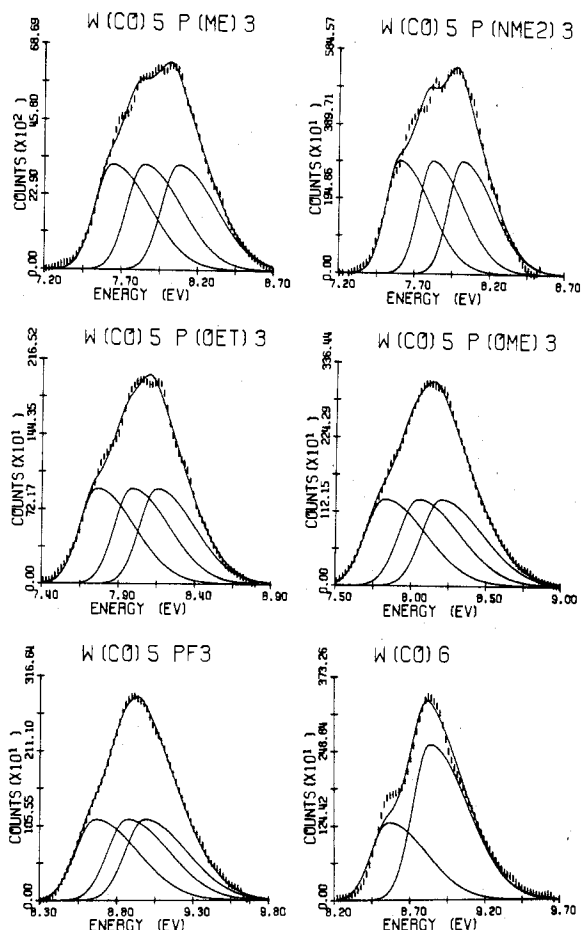 W(CO)5 P(ME)3
68.69
45.80
22.90
0.00
COUNTS(X10²)
7.20 7.70 8.20 8.70
ENERGY (EV)
W(CO)5 P(NME2)3
584.57
389.71
194.86
0.00
COUNTS(X10¹)
7.20 7.70 8.20 8.70
ENERGY (EV)
W(CO)5 P(OET)3
216.52
144.35
72.17
0.00
COUNTS(X10¹)
7.40 7.90 8.40 8.90
ENERGY (EV)
W(CO)5 P(OME)3
336.44
224.29
112.15
0.00
COUNTS(X10¹)
7.50 8.00 8.50 9.00
ENERGY (EV)
W(CO)5 PF3
316.64
211.10
105.55
0.00
COUNTS(X10¹)
8.30 8.80 9.30 9.80
ENERGY (EV)
W(CO)6
373.26
248.84
124.42
0.00
COUNTS(X10¹)
8.20 8.70 9.20 9.70
ENERGY (EV)